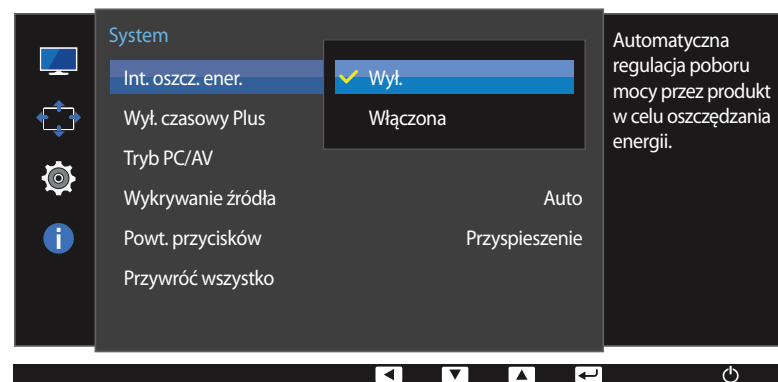 System
Int. oszcz. ener.
Wył.
Wył. czasowy Plus
Włączona
Tryb PC/AV
Wykrywanie źródła
Auto
Powt. przycisków
Przyspieszenie
Przywróć wszystko
Automatyczna
regulacja poboru
mocy przez produkt
w celu oszczędzania
energii.